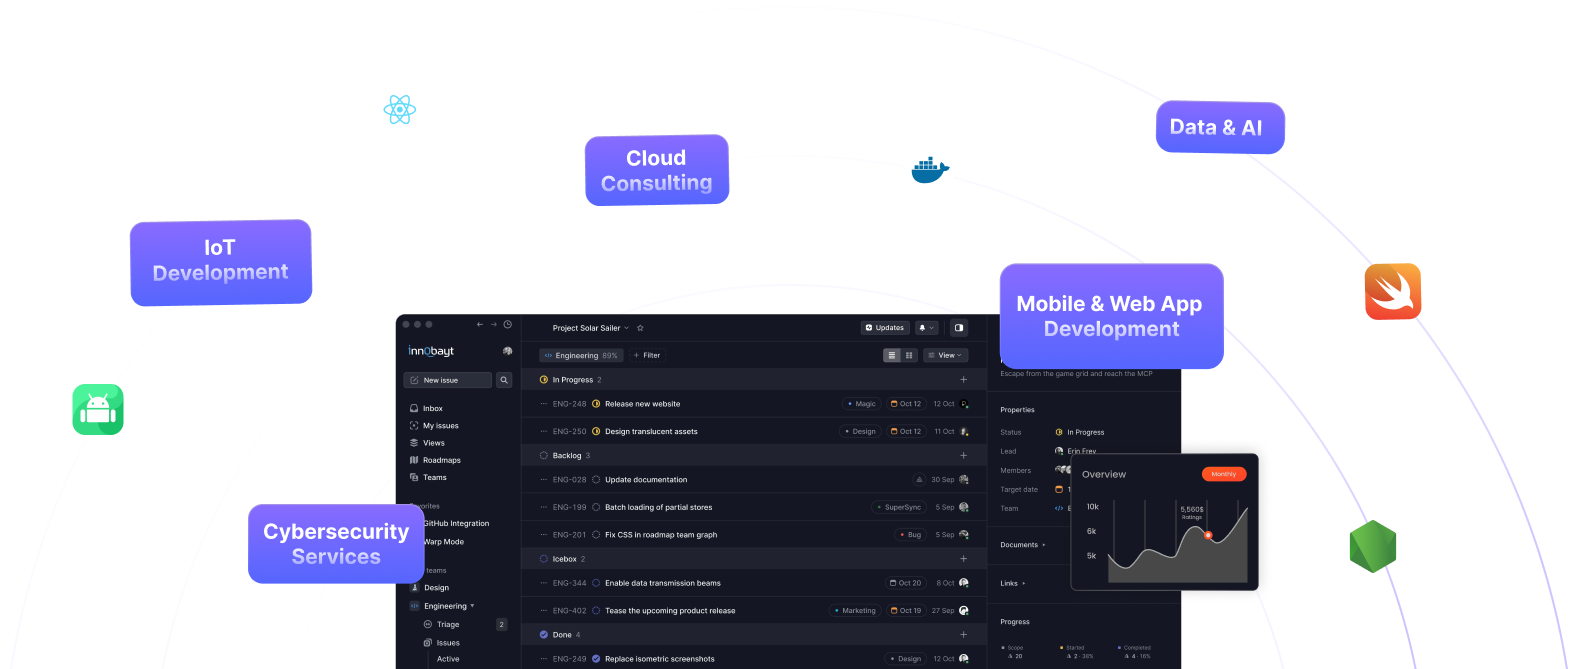 Data & AI
Cloud
Consulting
IoT
Development
Mobile & Web App
Development
Cybersecurity
Services
inn0bayt
New issue
Inbox
My issues
Views
Roadmaps
Teams
GitHub Integration
Warp Mode
teams
Design
Engineering
Triage 2
Issues
Active
Project Solar Sailer
Updates
Engineering 89%
Filter
View
In Progress 2
ENG-248 Release new website Magic Oct 12 12 Oct
ENG-250 Design translucent assets Design Oct 12 11 Oct
Backlog 3
ENG-028 Update documentation 30 Sep
ENG-199 Batch loading of partial stores SuperSync 5 Sep
ENG-201 Fix CSS in roadmap team graph Bug 5 Sep
Icebox 2
ENG-344 Enable data transmission beams Oct 20 8 Oct
ENG-402 Tease the upcoming product release Marketing Oct 19 27 Sep
Done 4
ENG-249 Replace isometric screenshots Design 12 Oct
Escape from the game grid and reach the MCP
Properties
Status In Progress
Lead Erin Frey
Members
Target date
Team
Documents
Links
Progress
Scope Started Completed
20 2 · 38% 4 · 16%
Overview Monthly
10k
6k
5k
5,560$
Ratings